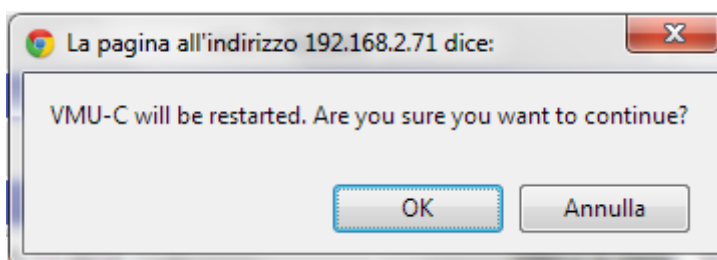 La pagina all'indirizzo 192.168.2.71 dice:
VMU-C will be restarted. Are you sure you want to continue?
OK
Annulla